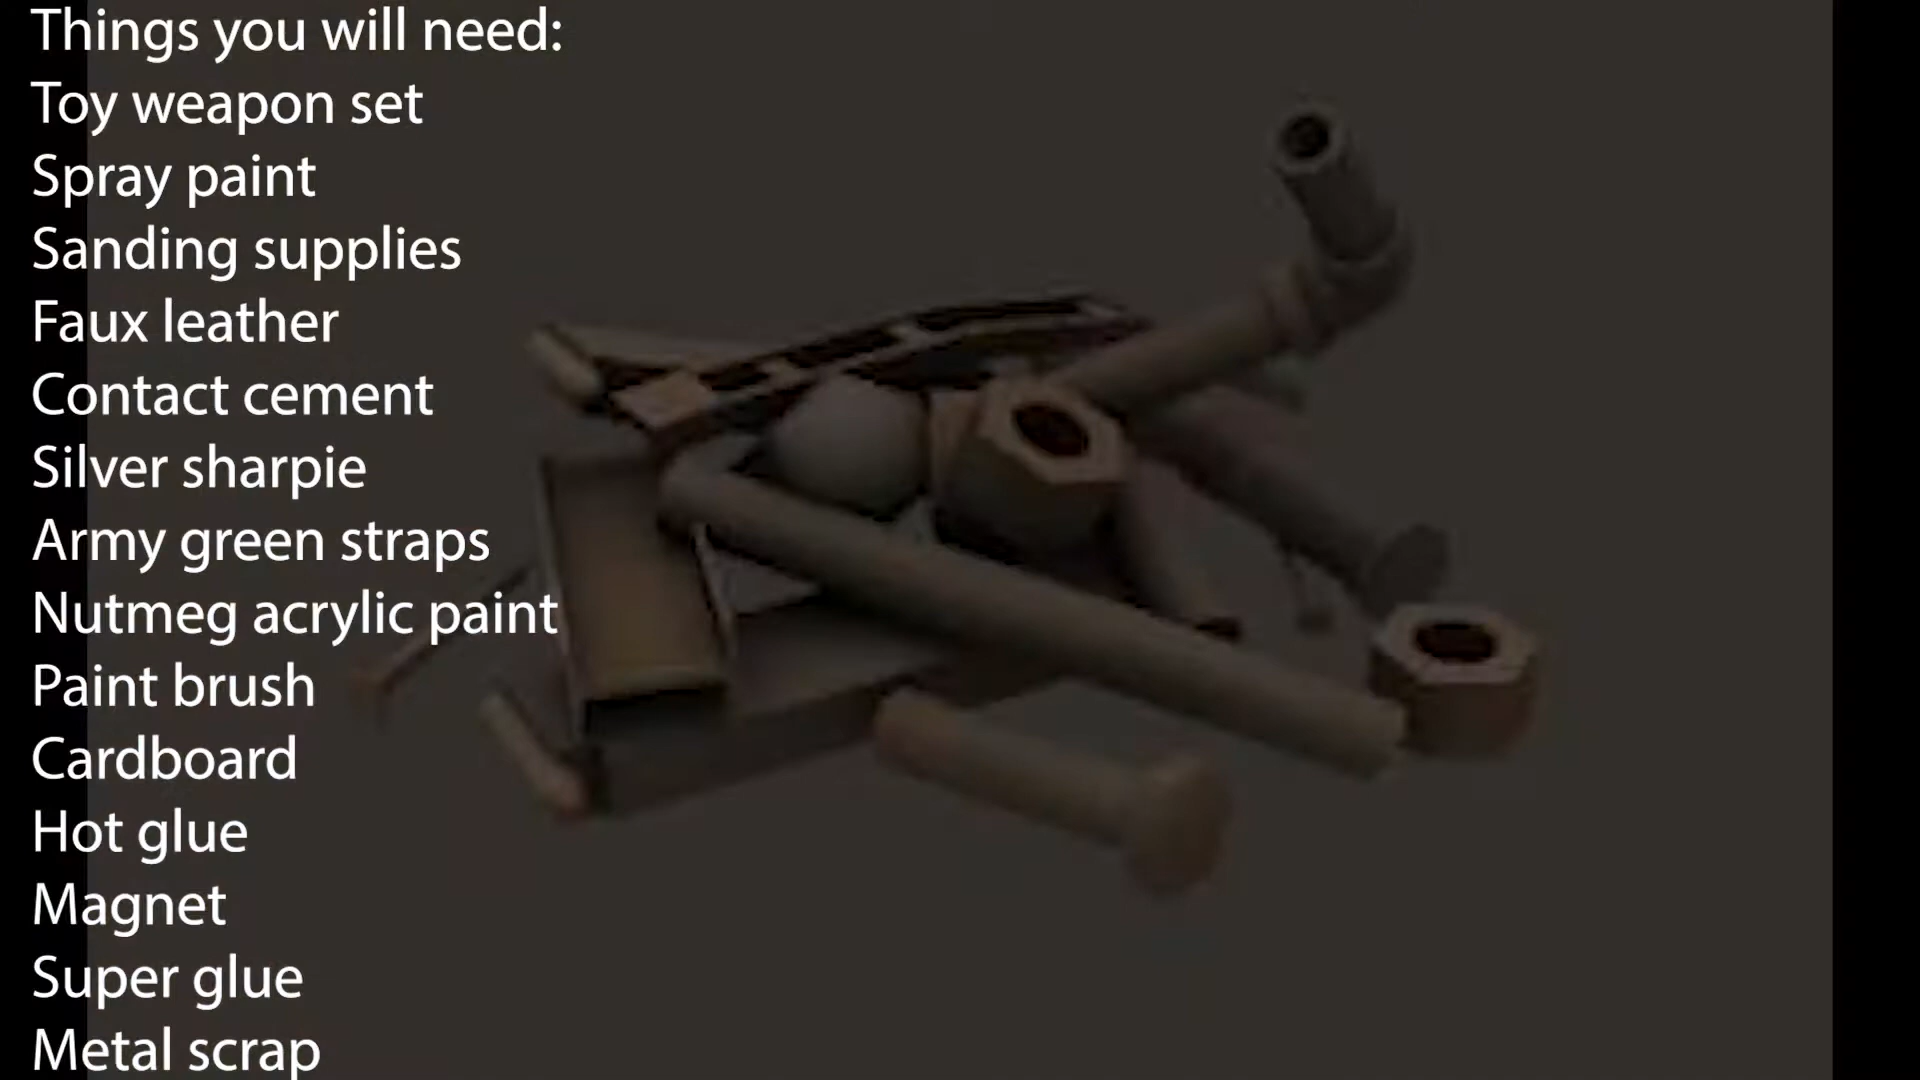 Things you will need:
Toy weapon set
Spray paint
Sanding supplies
Faux leather
Contact cement
Silver sharpie
Army green straps
Nutmeg acrylic paint
Paint brush
Cardboard
Hot glue
Magnet
Super glue
Metal scrap